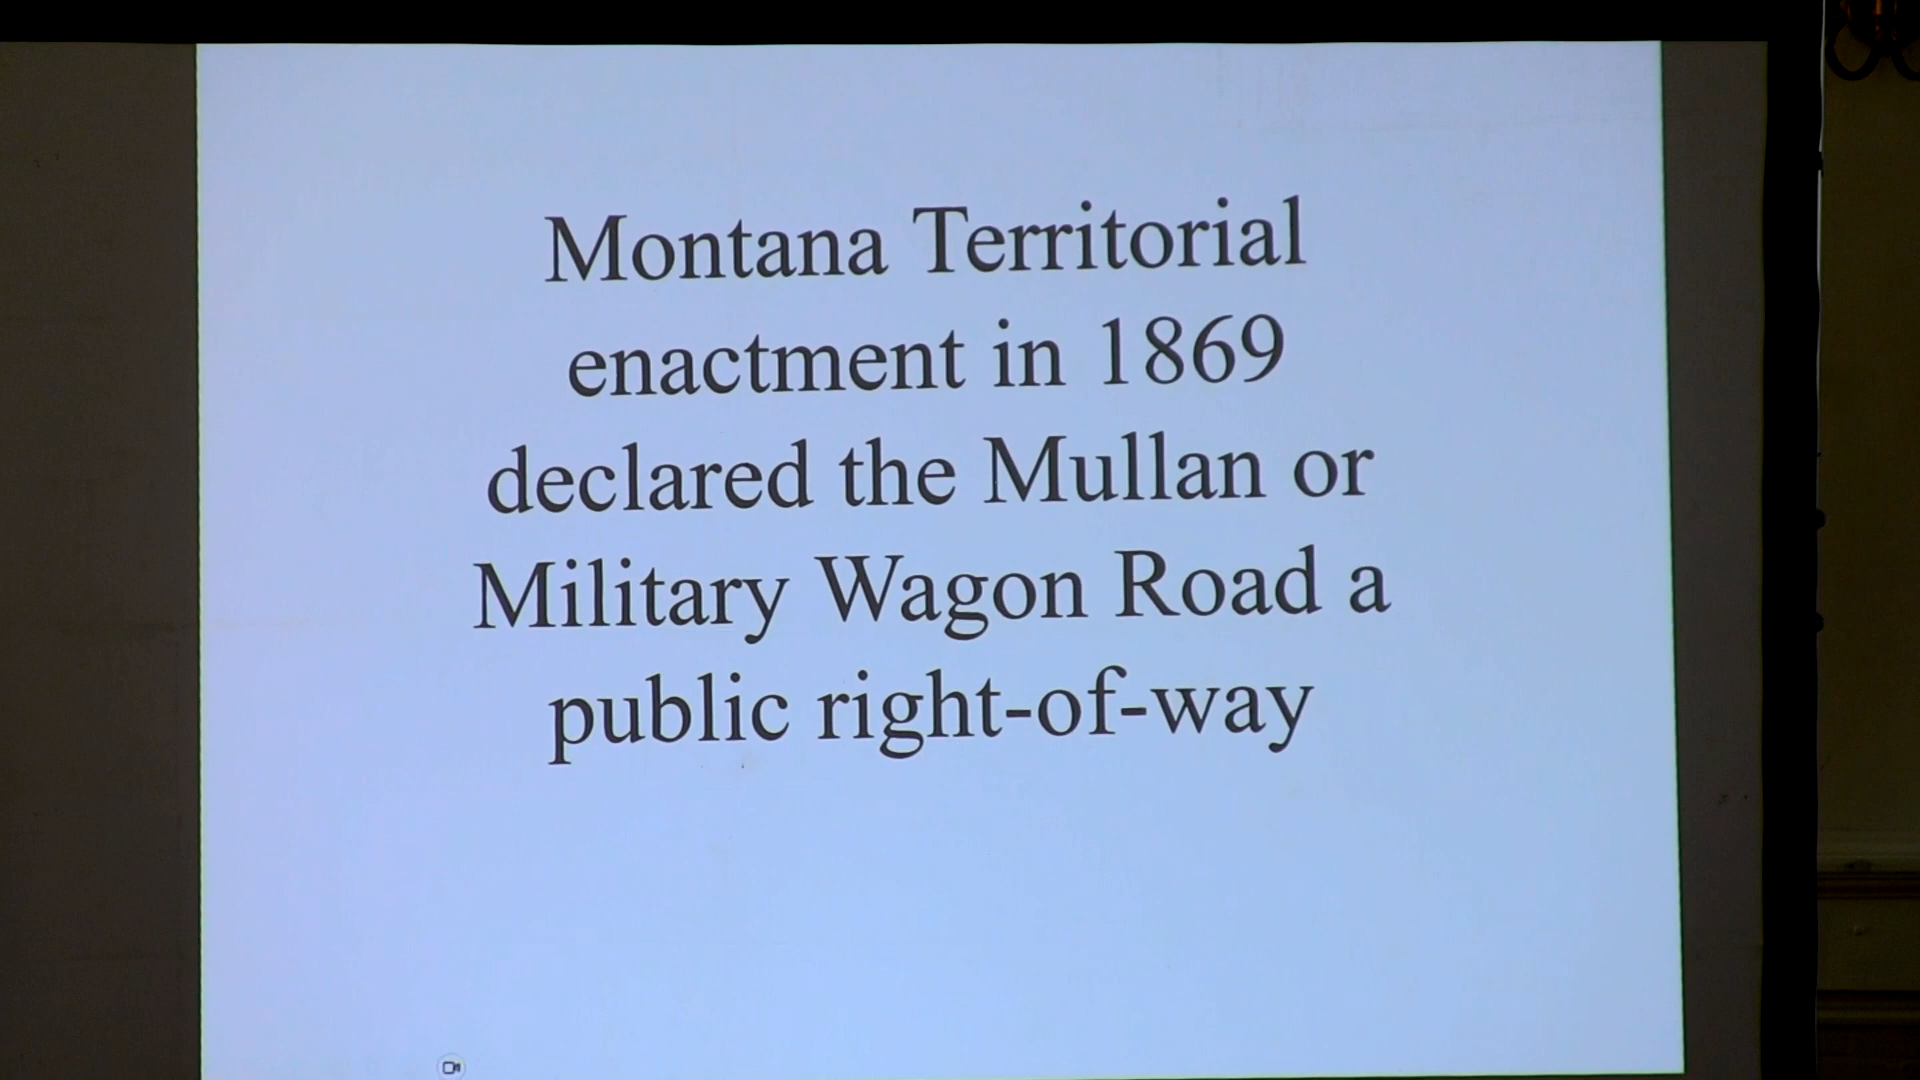 Montana Territorial
enactment in 1869
declared the Mullan or
Military Wagon Road a
public right-of-way